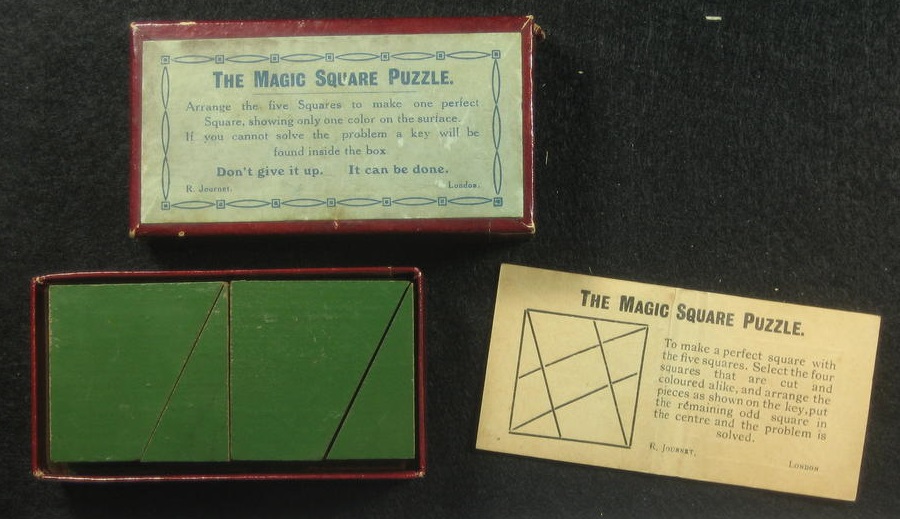 THE MAGIC SQUARE PUZZLE.
Arrange the five Squares to make one perfect
Square, showing only one color on the surface.
If you cannot solve the problem a key will be
found inside the box
Don't give it up. It can be done.
R. Journet. London.
THE MAGIC SQUARE PUZZLE.
To make a perfect square with
the five squares. Select the four
squares that are cut and
coloured alike, and arrange the
pieces as shown on the key, put
the remaining odd square in
the centre and the problem is
solved.
R. JOURNET,
LONDON